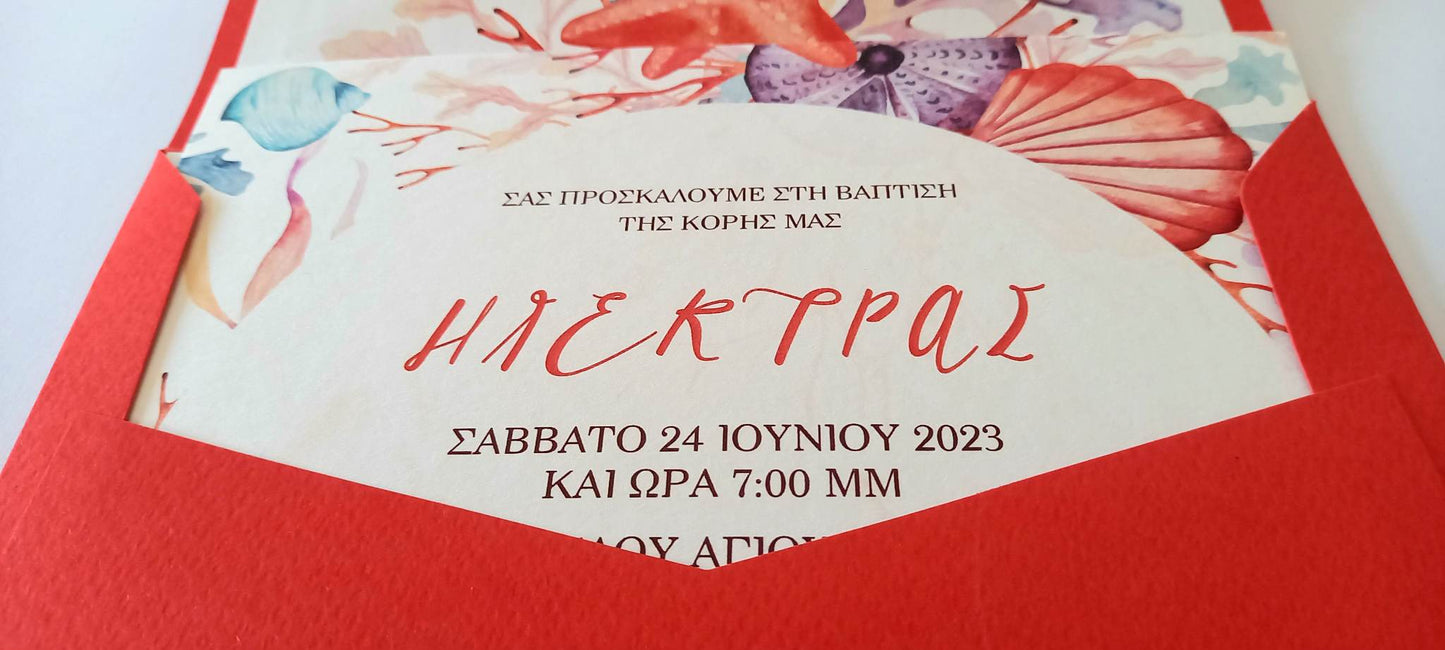 ΣΑΣ ΠΡΟΣΚΑΛΟΥΜΕ ΣΤΗ ΒΑΠΤΙΣΗ
ΤΗΣ ΚΟΡΗΣ ΜΑΣ
ΗΛΕΚΤΡΑΣ
ΣΑΒΒΑΤΟ 24 ΙΟΥΝΙΟΥ 2023
ΚΑΙ ΩΡΑ 7:00 ΜΜ